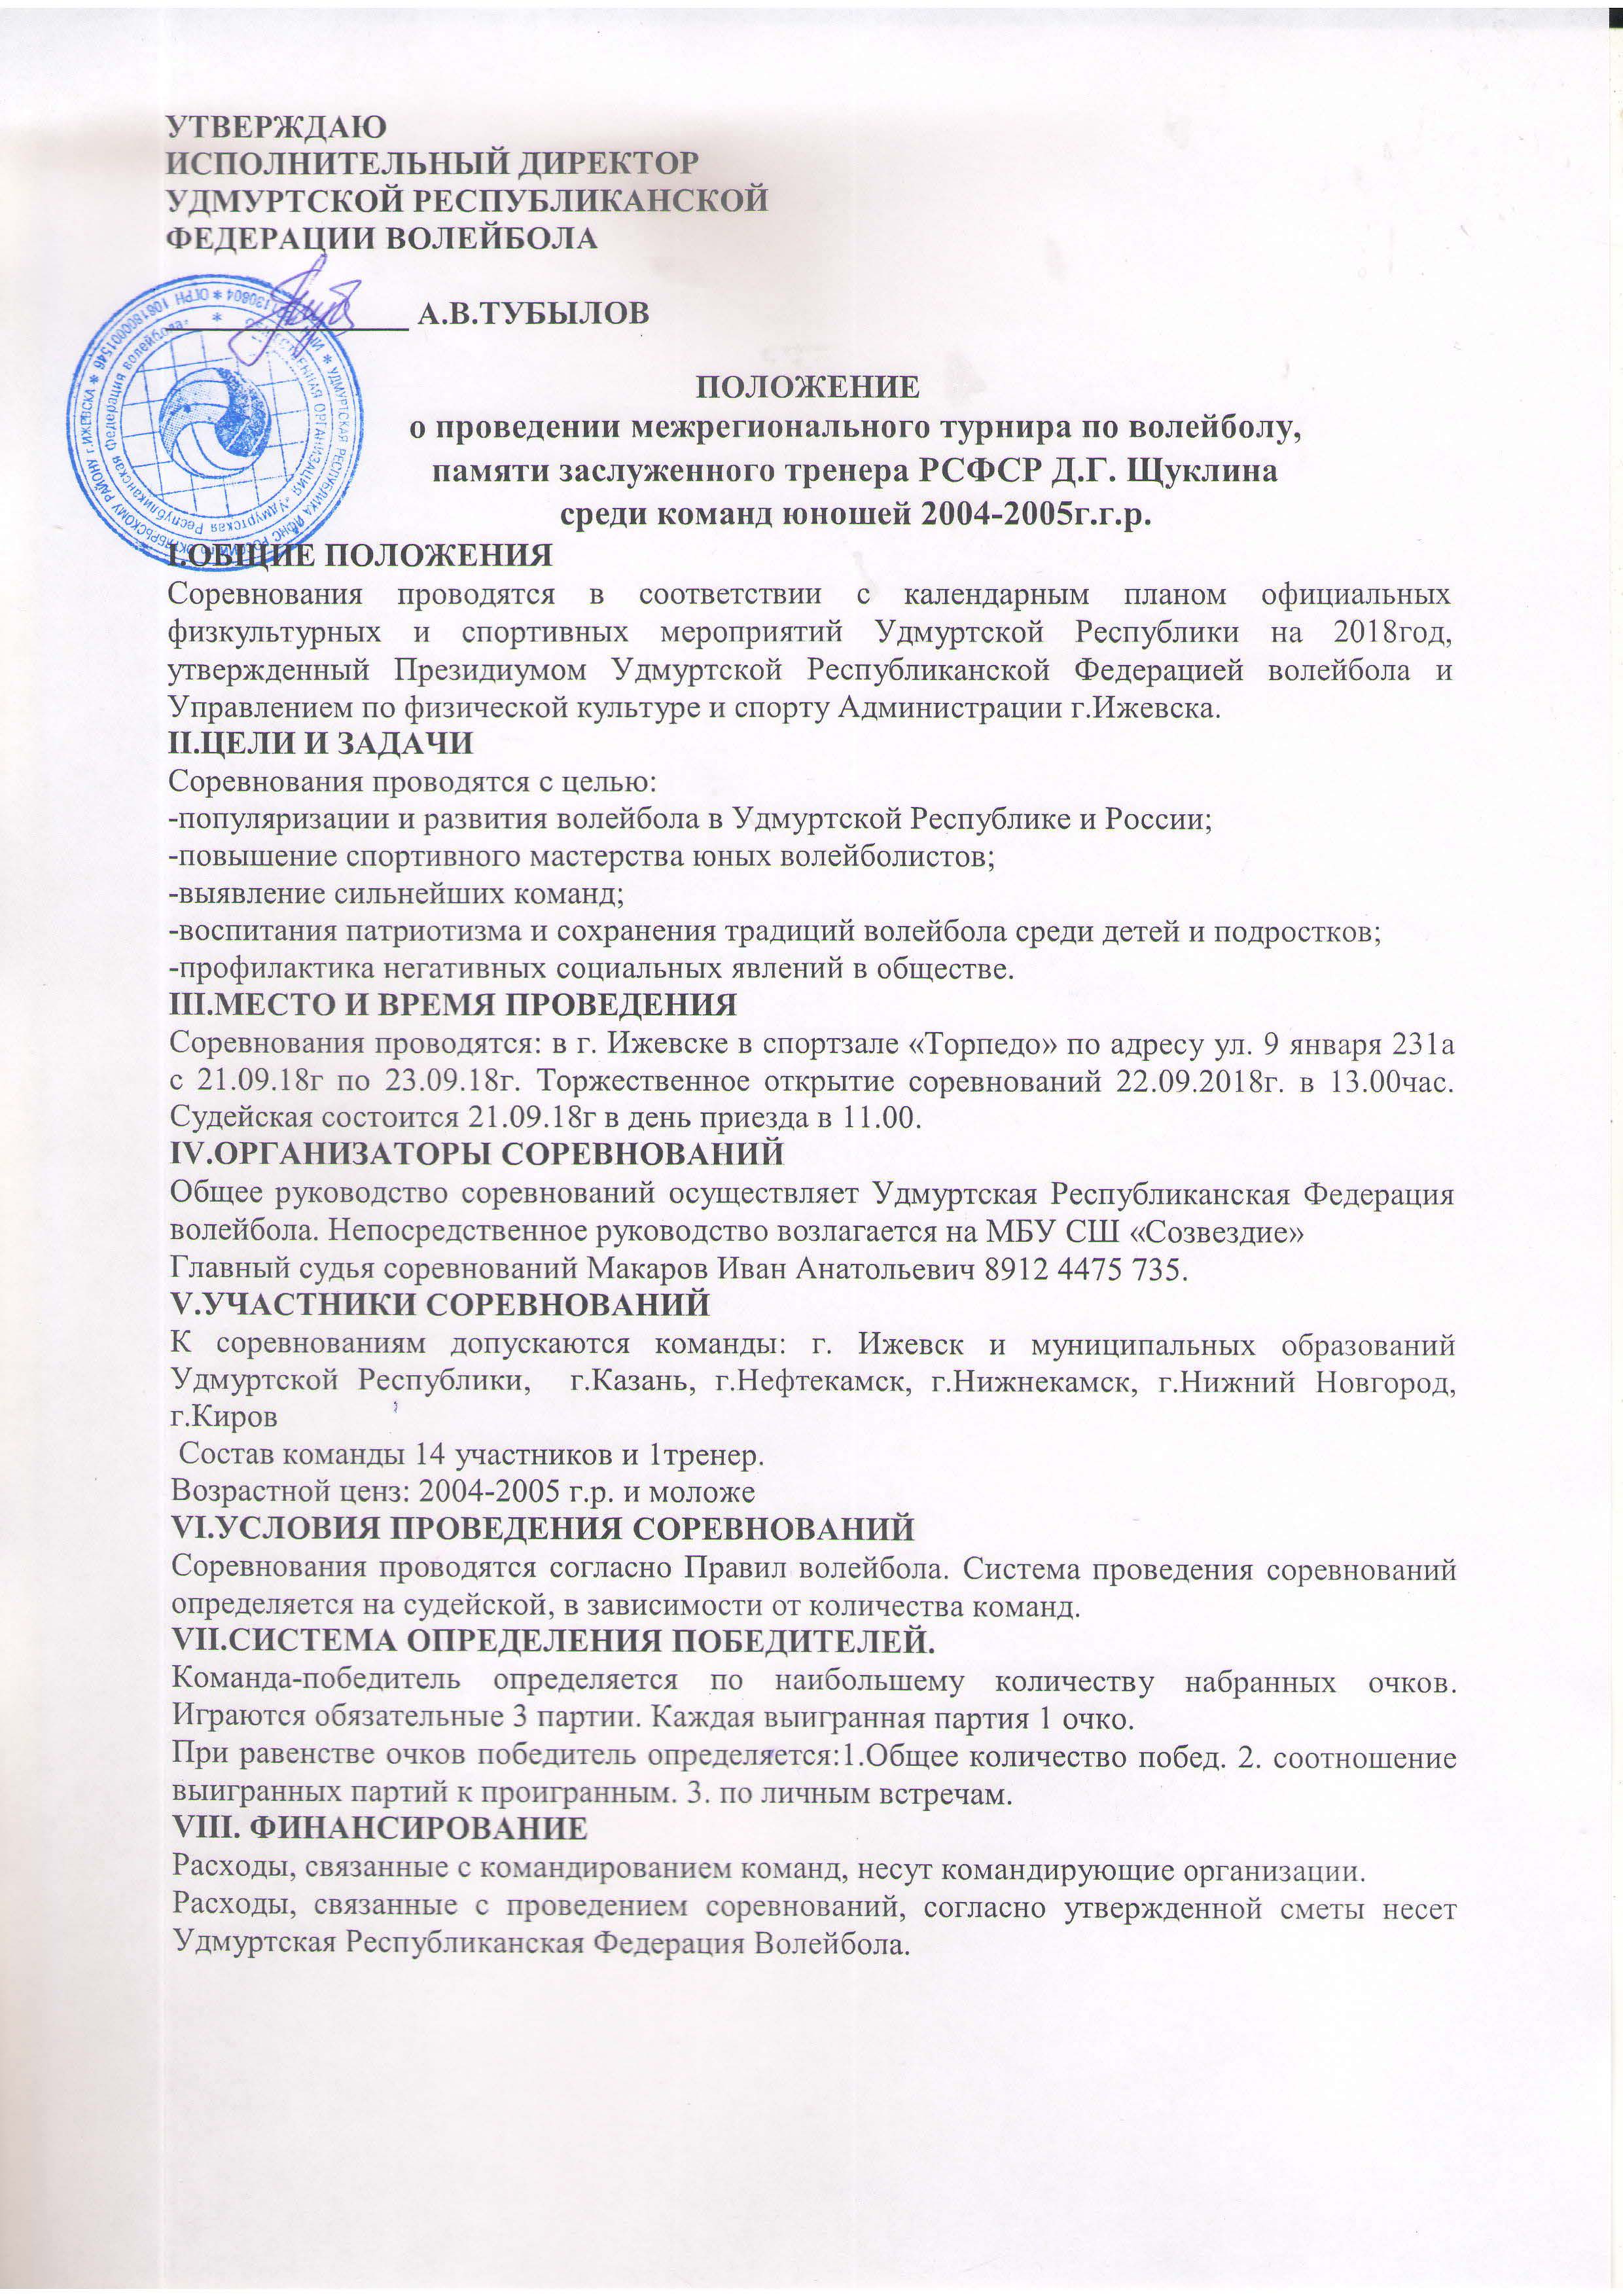 УТВЕРЖДАЮ
ИСПОЛНИТЕЛЬНЫЙ ДИРЕКТОР
УДМУРТСКОЙ РЕСПУБЛИКАНСКОЙ
ФЕДЕРАЦИИ ВОЛЕЙБОЛА
А.В.ТУБЫЛОВ
ПОЛОЖЕНИЕ
о проведении межрегионального турнира по волейболу,
памяти заслуженного тренера РСФСР Д.Г. Щуклина
среди команд юношей 2004-2005г.г.р.
I.ОБЩИЕ ПОЛОЖЕНИЯ
Соревнования проводятся в соответствии с календарным планом официальных
физкультурных и спортивных мероприятий Удмуртской Республики на 2018год,
утвержденный Президиумом Удмуртской Республиканской Федерацией волейбола и
Управлением по физической культуре и спорту Администрации г.Ижевска.
II.ЦЕЛИ И ЗАДАЧИ
Соревнования проводятся с целью:
-популяризации и развития волейбола в Удмуртской Республике и России;
-повышение спортивного мастерства юных волейболистов;
-выявление сильнейших команд;
-воспитания патриотизма и сохранения традиций волейбола среди детей и подростков;
-профилактика негативных социальных явлений в обществе.
III.МЕСТО И ВРЕМЯ ПРОВЕДЕНИЯ
Соревнования проводятся: в г. Ижевске в спортзале «Торпедо» по адресу ул. 9 января 231а
с 21.09.18г по 23.09.18г. Торжественное открытие соревнований 22.09.2018г. в 13.00час.
Судейская состоится 21.09.18г в день приезда в 11.00.
IV.ОРГАНИЗАТОРЫ СОРЕВНОВАНИЙ
Общее руководство соревнований осуществляет Удмуртская Республиканская Федерация
волейбола. Непосредственное руководство возлагается на МБУ СШ «Созвездие»
Главный судья соревнований Макаров Иван Анатольевич 8912 4475 735.
V.УЧАСТНИКИ СОРЕВНОВАНИЙ
К соревнованиям допускаются команды: г. Ижевск и муниципальных образований
Удмуртской Республики, г.Казань, г.Нефтекамск, г.Нижнекамск, г.Нижний Новгород,
г.Киров
Состав команды 14 участников и 1тренер.
Возрастной ценз: 2004-2005 г.р. и моложе
VI.УСЛОВИЯ ПРОВЕДЕНИЯ СОРЕВНОВАНИЙ
Соревнования проводятся согласно Правил волейбола. Система проведения соревнований
определяется на судейской, в зависимости от количества команд.
VII.СИСТЕМА ОПРЕДЕЛЕНИЯ ПОБЕДИТЕЛЕЙ.
Команда-победитель определяется по наибольшему количеству набранных очков.
Играются обязательные 3 партии. Каждая выигранная партия 1 очко.
При равенстве очков победитель определяется:1.Общее количество побед. 2. соотношение
выигранных партий к проигранным. 3. по личным встречам.
VIII. ФИНАНСИРОВАНИЕ
Расходы, связанные с командированием команд, несут командирующие организации.
Расходы, связанные с проведением соревнований, согласно утвержденной сметы несет
Удмуртская Республиканская Федерация Волейбола.